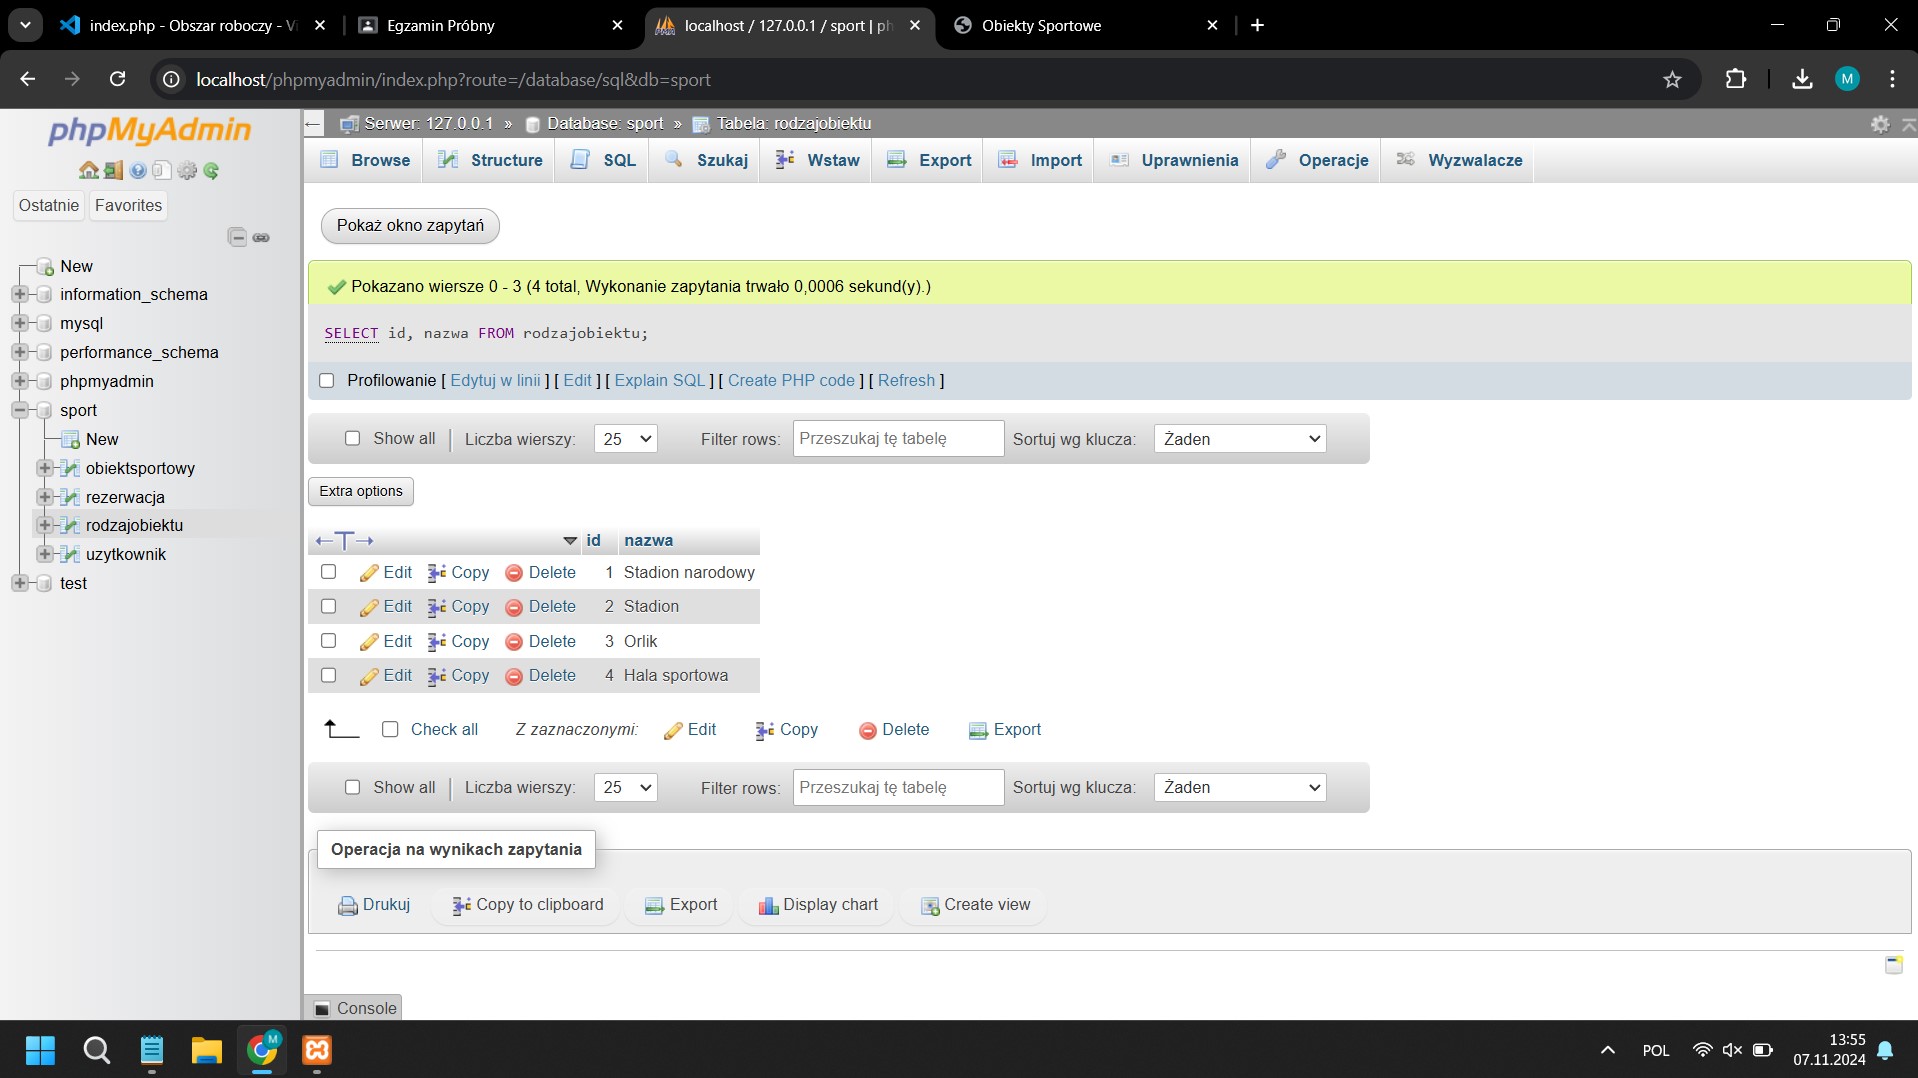 index.php - Obszar roboczy - Vi
Egzamin Próbny
localhost / 127.0.0.1 / sport | ph
Obiekty Sportowe
localhost/phpmyadmin/index.php?route=/database/sql&db=sport
M
phpMyAdmin
Ostatnie Favorites
New
information_schema
mysql
performance_schema
phpmyadmin
sport
New
obiektsportowy
rezerwacja
rodzajobiektu
uzytkownik
test
Serwer: 127.0.0.1 » Database: sport » Tabela: rodzajobiektu
Browse Structure SQL Szukaj Wstaw Export Import Uprawnienia Operacje Wyzwalacze
Pokaż okno zapytań
Pokazano wiersze 0 - 3 (4 total, Wykonanie zapytania trwało 0,0006 sekund(y).)
SELECT id, nazwa FROM rodzajobiektu;
Profilowanie [ Edytuj w linii ] [ Edit ] [ Explain SQL ] [ Create PHP code ] [ Refresh ]
Show all Liczba wierszy: 25 Filter rows: Przeszukaj tę tabelę Sortuj wg klucza: Żaden
Extra options
←T→ id nazwa
Edit Copy Delete 1 Stadion narodowy
Edit Copy Delete 2 Stadion
Edit Copy Delete 3 Orlik
Edit Copy Delete 4 Hala sportowa
Check all Z zaznaczonymi: Edit Copy Delete Export
Show all Liczba wierszy: 25 Filter rows: Przeszukaj tę tabelę Sortuj wg klucza: Żaden
Operacja na wynikach zapytania
Drukuj Copy to clipboard Export Display chart Create view
Console
M
POL
13:55
07.11.2024